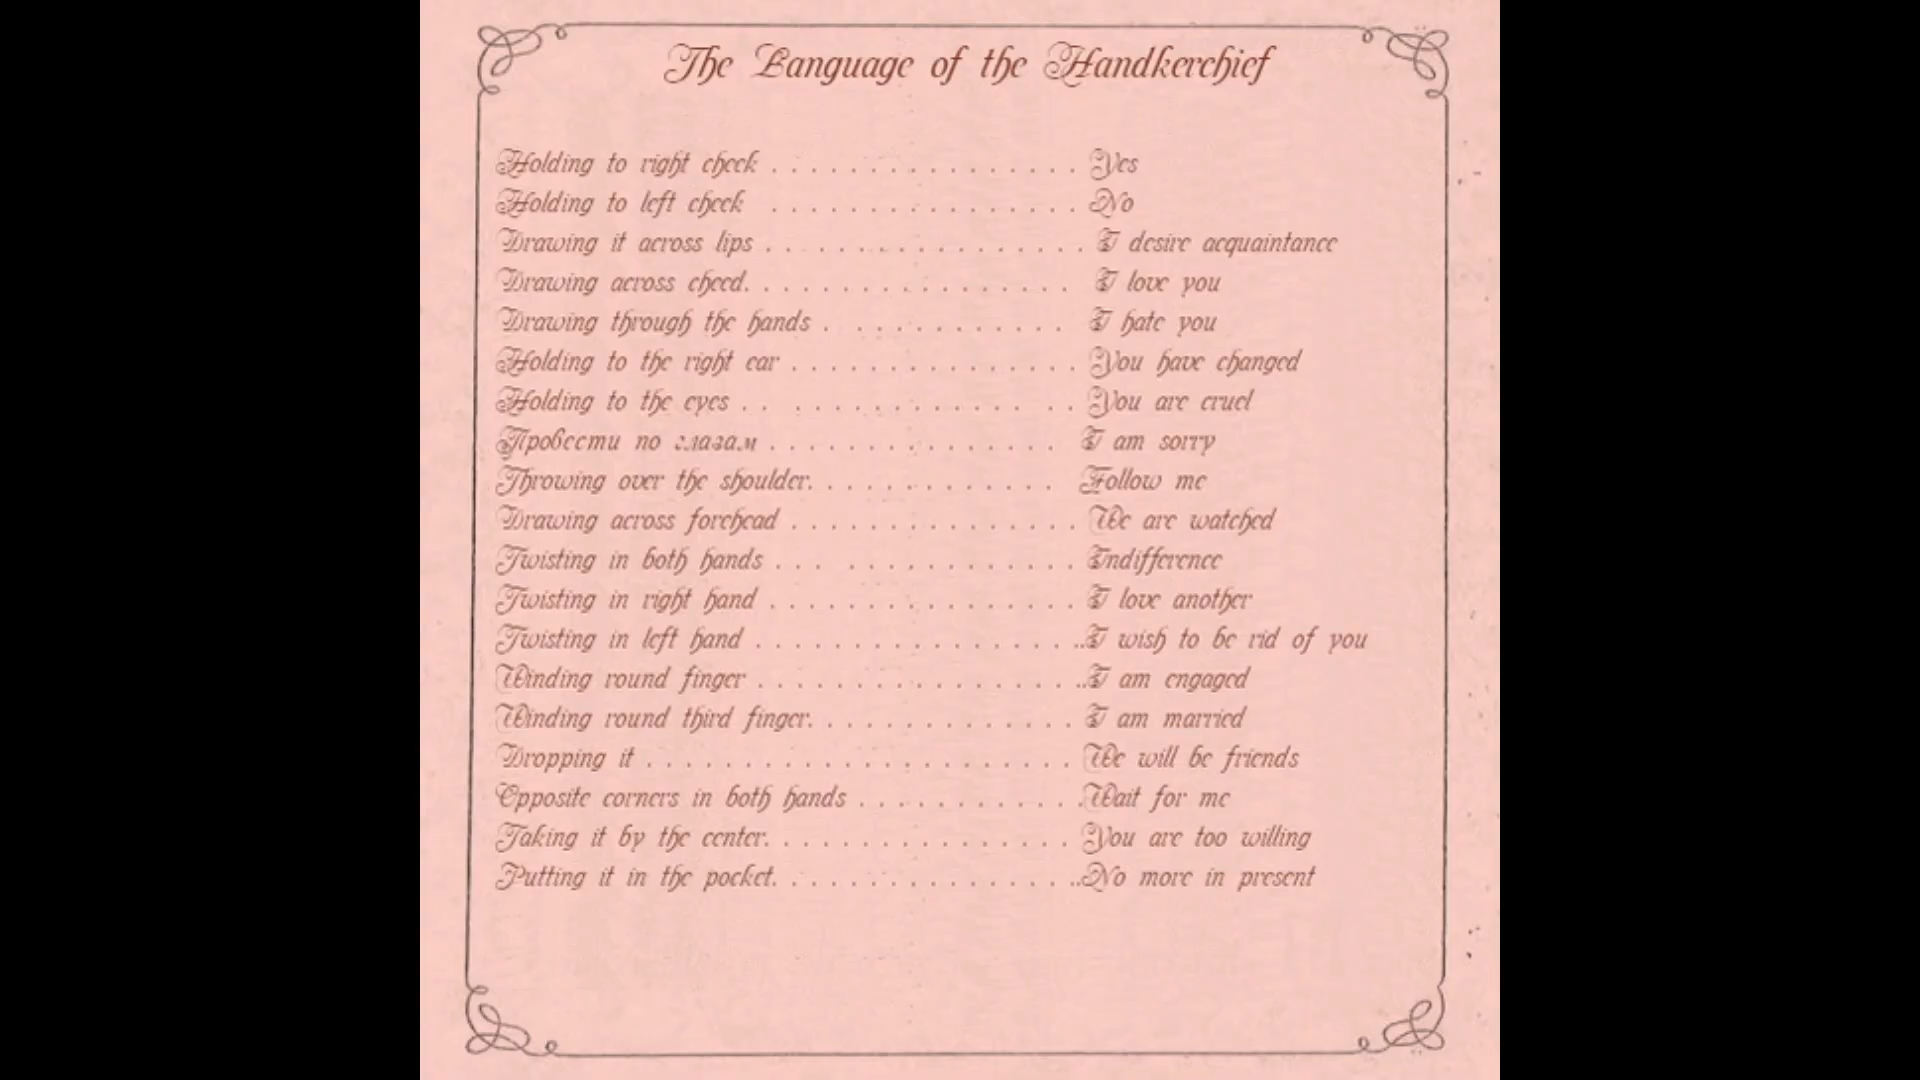 The Language of the Handkerchief
Holding to right cheek . . . . . . . . . . . . . . . . Yes
Holding to left cheek . . . . . . . . . . . . . . . . No
Drawing it across lips . . . . . . . . . . . . . . . . . I desire acquaintance
Drawing across cheed. . . . . . . . . . . . . . . . . I love you
Drawing through the hands . . . . . . . . . . . . I hate you
Holding to the right ear . . . . . . . . . . . . . . . You have changed
Holding to the eyes . . . . . . . . . . . . . . . . You are cruel
Провести по глазам . . . . . . . . . . . . . . . I am sorry
Throwing over the shoulder. . . . . . . . . . . . . Follow me
Drawing across forehead . . . . . . . . . . . . . . . We are watched
Twisting in both hands . . . . . . . . . . . . . . . Indifference
Twisting in right hand . . . . . . . . . . . . . . . . I love another
Twisting in left hand . . . . . . . . . . . . . . . . ..I wish to be rid of you
Winding round finger . . . . . . . . . . . . . . . . ..I am engaged
Winding round third finger. . . . . . . . . . . . . . I am married
Dropping it . . . . . . . . . . . . . . . . . . . . . . We will be friends
Opposite corners in both hands . . . . . . . . . . . .Wait for me
Taking it by the center. . . . . . . . . . . . . . . . You are too willing
Putting it in the pocket. . . . . . . . . . . . . . . ..No more in present